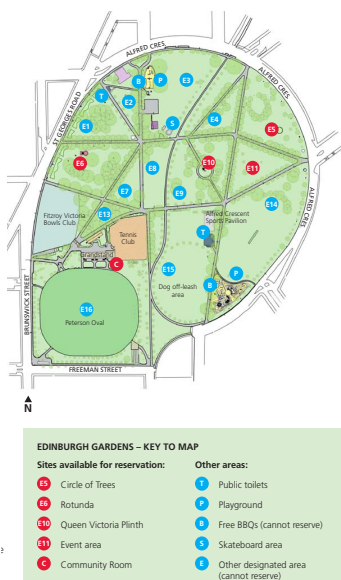 ALFRED CRES.
ALFRED CRES.
ALFRED CRES.
ST GEORGES ROAD
BRUNSWICK STREET
FREEMAN STREET
B
P
E3
T
E2
S
E4
E1
E5
E6
E8
E10
E11
E7
E9
E14
E13
Fitzroy Victoria
Bowls Club
Tennis
Club
Alfred Crescent
Sports Pavilion
T
Grandstand
C
E15
Dog off-leash
area
P
B
E16
Peterson Oval
N
EDINBURGH GARDENS – KEY TO MAP
Sites available for reservation:
E5 Circle of Trees
E6 Rotunda
E10 Queen Victoria Plinth
E11 Event area
C Community Room
Other areas:
T Public toilets
P Playground
B Free BBQs (cannot reserve)
S Skateboard area
E Other designated area
(cannot reserve)
e